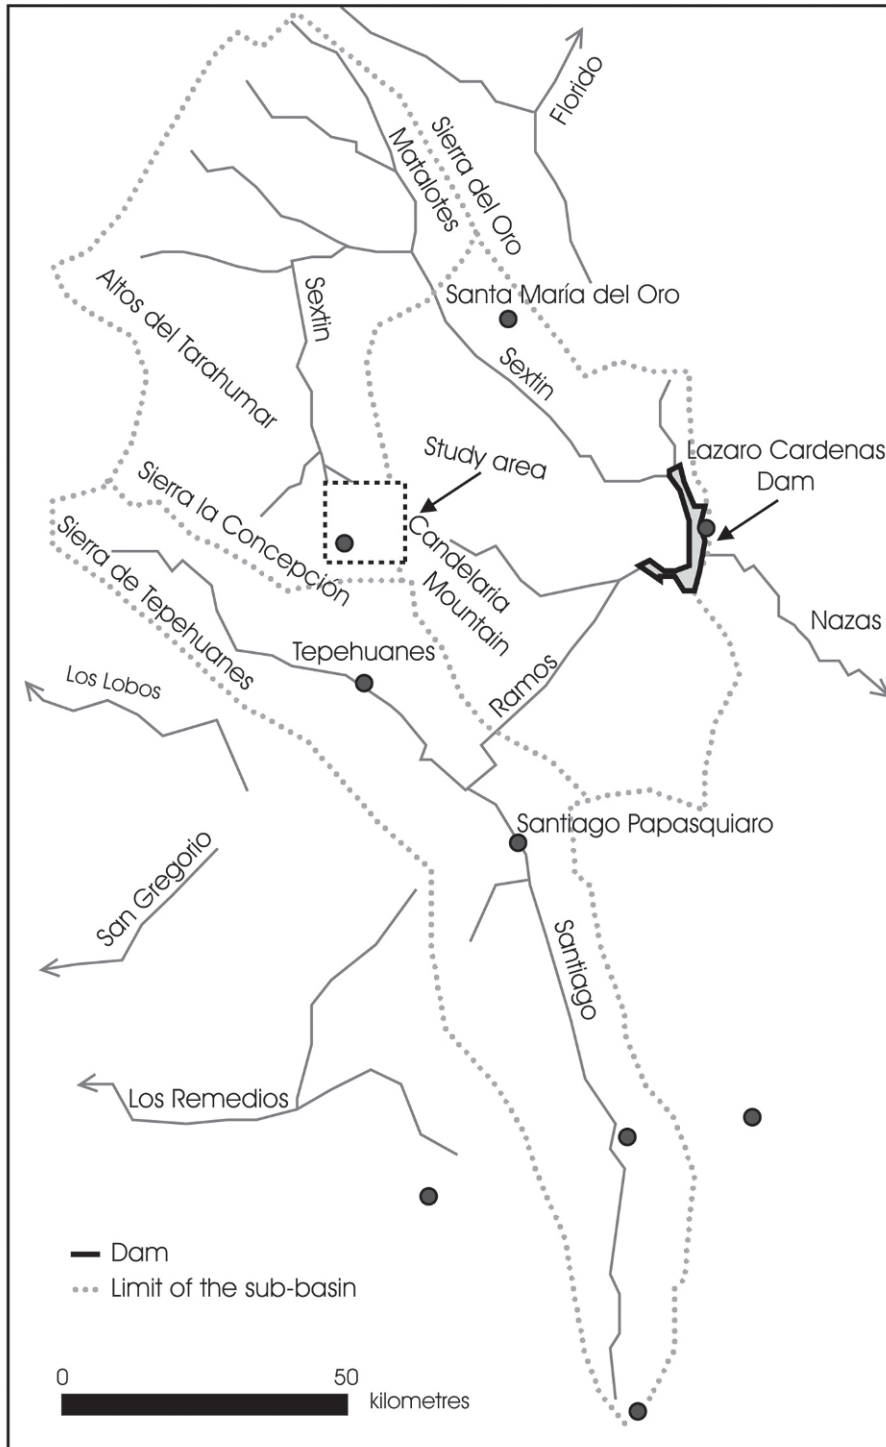 Florido
Matalotes
Sierra del Oro
Altos del Tarahumar
Sextin
Santa María del Oro
Sextin
Study area
Lazaro Cardenas
Dam
Sierra la Concepción
Candelaria
Mountain
Sierra de Tepehuanes
Nazas
Tepehuanes
Ramos
Los Lobos
Santiago Papasquiaro
San Gregorio
Santiago
Los Remedios
Dam
Limit of the sub-basin
0 50
kilometres